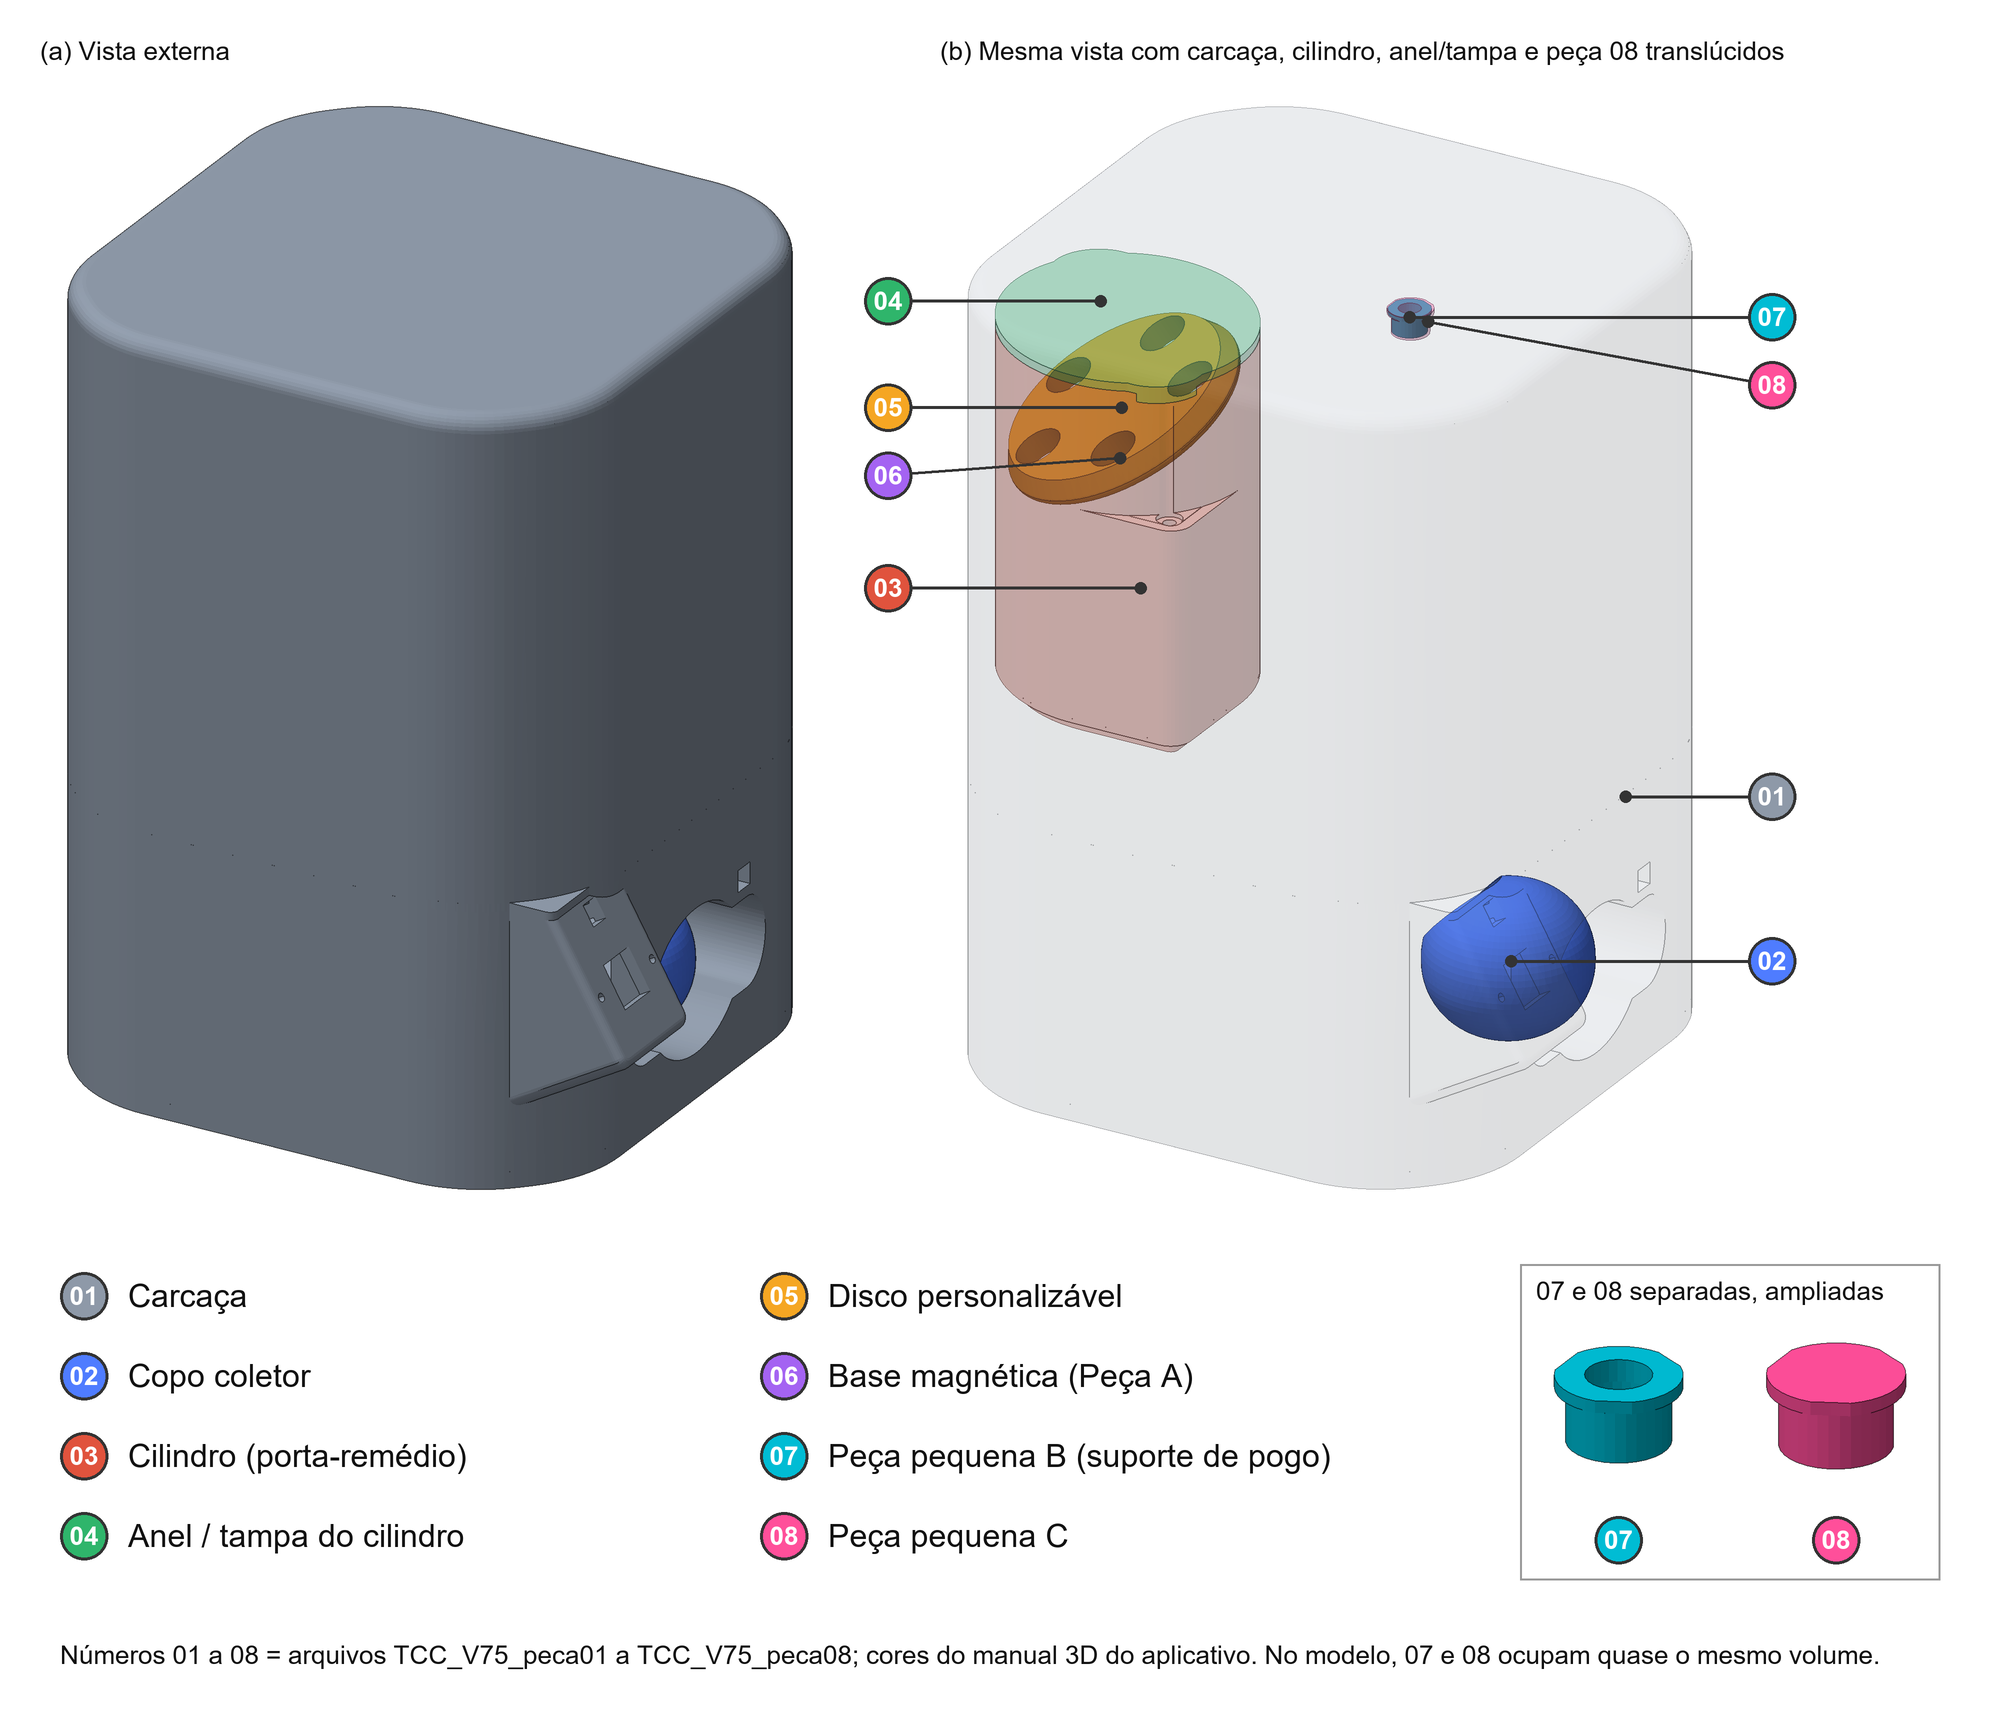 (a) Vista externa
(b) Mesma vista com carcaça, cilindro, anel/tampa e peça 08 translúcidos
04
07
08
05
06
03
01
02
01 Carcaça
02 Copo coletor
03 Cilindro (porta-remédio)
04 Anel / tampa do cilindro
05 Disco personalizável
06 Base magnética (Peça A)
07 Peça pequena B (suporte de pogo)
08 Peça pequena C
07 e 08 separadas, ampliadas
07
08
Números 01 a 08 = arquivos TCC_V75_peca01 a TCC_V75_peca08; cores do manual 3D do aplicativo. No modelo, 07 e 08 ocupam quase o mesmo volume.